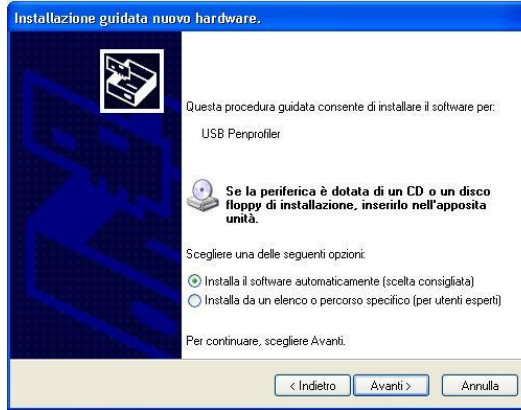 Installazione guidata nuovo hardware.
Questa procedura guidata consente di installare il software per:
USB Penprofiler
Se la periferica è dotata di un CD o un disco
floppy di installazione, inserirlo nell'apposita
unità.
Scegliere una delle seguenti opzioni:
Installa il software automaticamente (scelta consigliata)
Installa da un elenco o percorso specifico (per utenti esperti)
Per continuare, scegliere Avanti.
< Indietro Avanti > Annulla